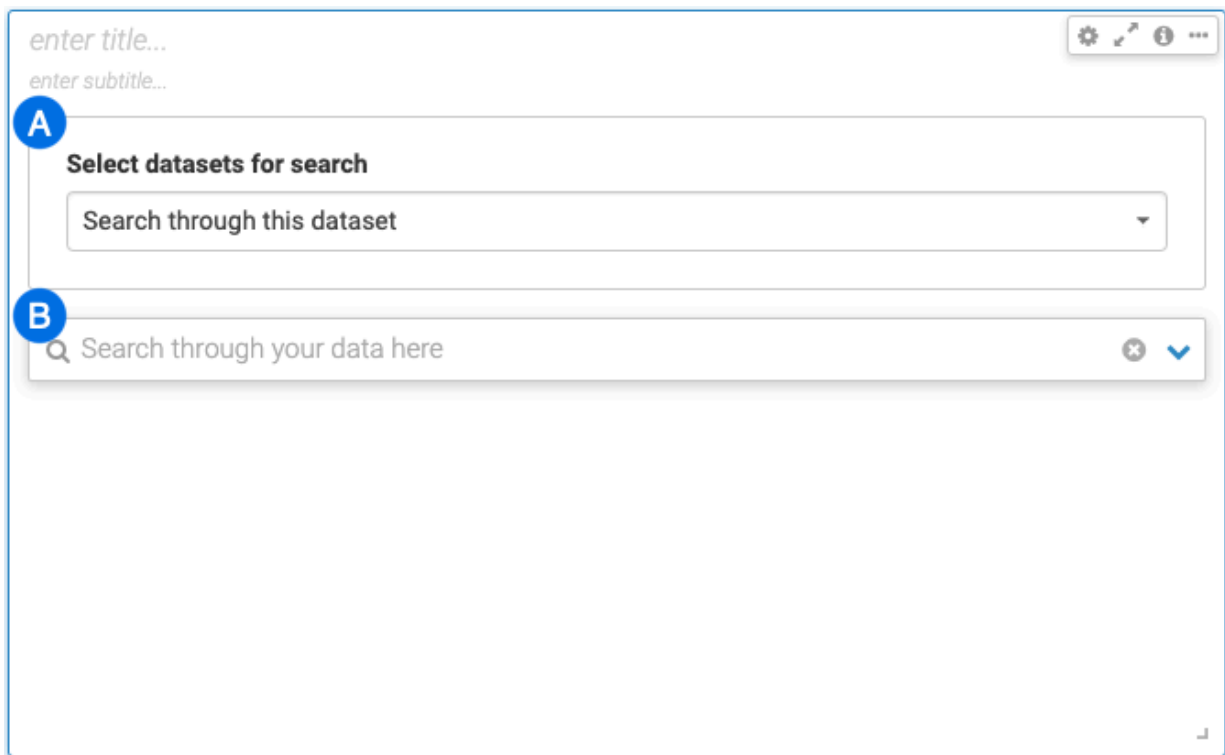 enter title...
enter subtitle...
A
Select datasets for search
Search through this dataset
B
Search through your data here